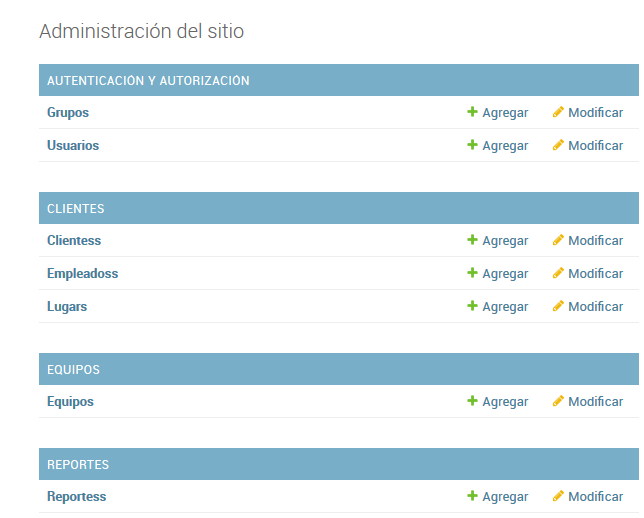 Administración del sitio
AUTENTICACIÓN Y AUTORIZACIÓN
Grupos Agregar Modificar
Usuarios Agregar Modificar
CLIENTES
Clientess Agregar Modificar
Empleadoss Agregar Modificar
Lugars Agregar Modificar
EQUIPOS
Equipos Agregar Modificar
REPORTES
Reportess Agregar Modificar